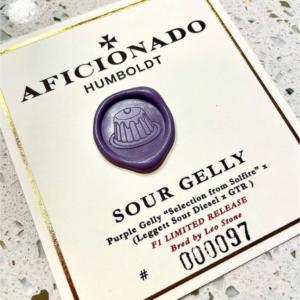 AFICIONADO
HUMBOLDT
SOUR GELLY
Purple Gelly "Selection from Solfire" x
(Leggett Sour Diesel x GTR)
F1 LIMITED RELEASE
Bred by Leo Stone
# 000097